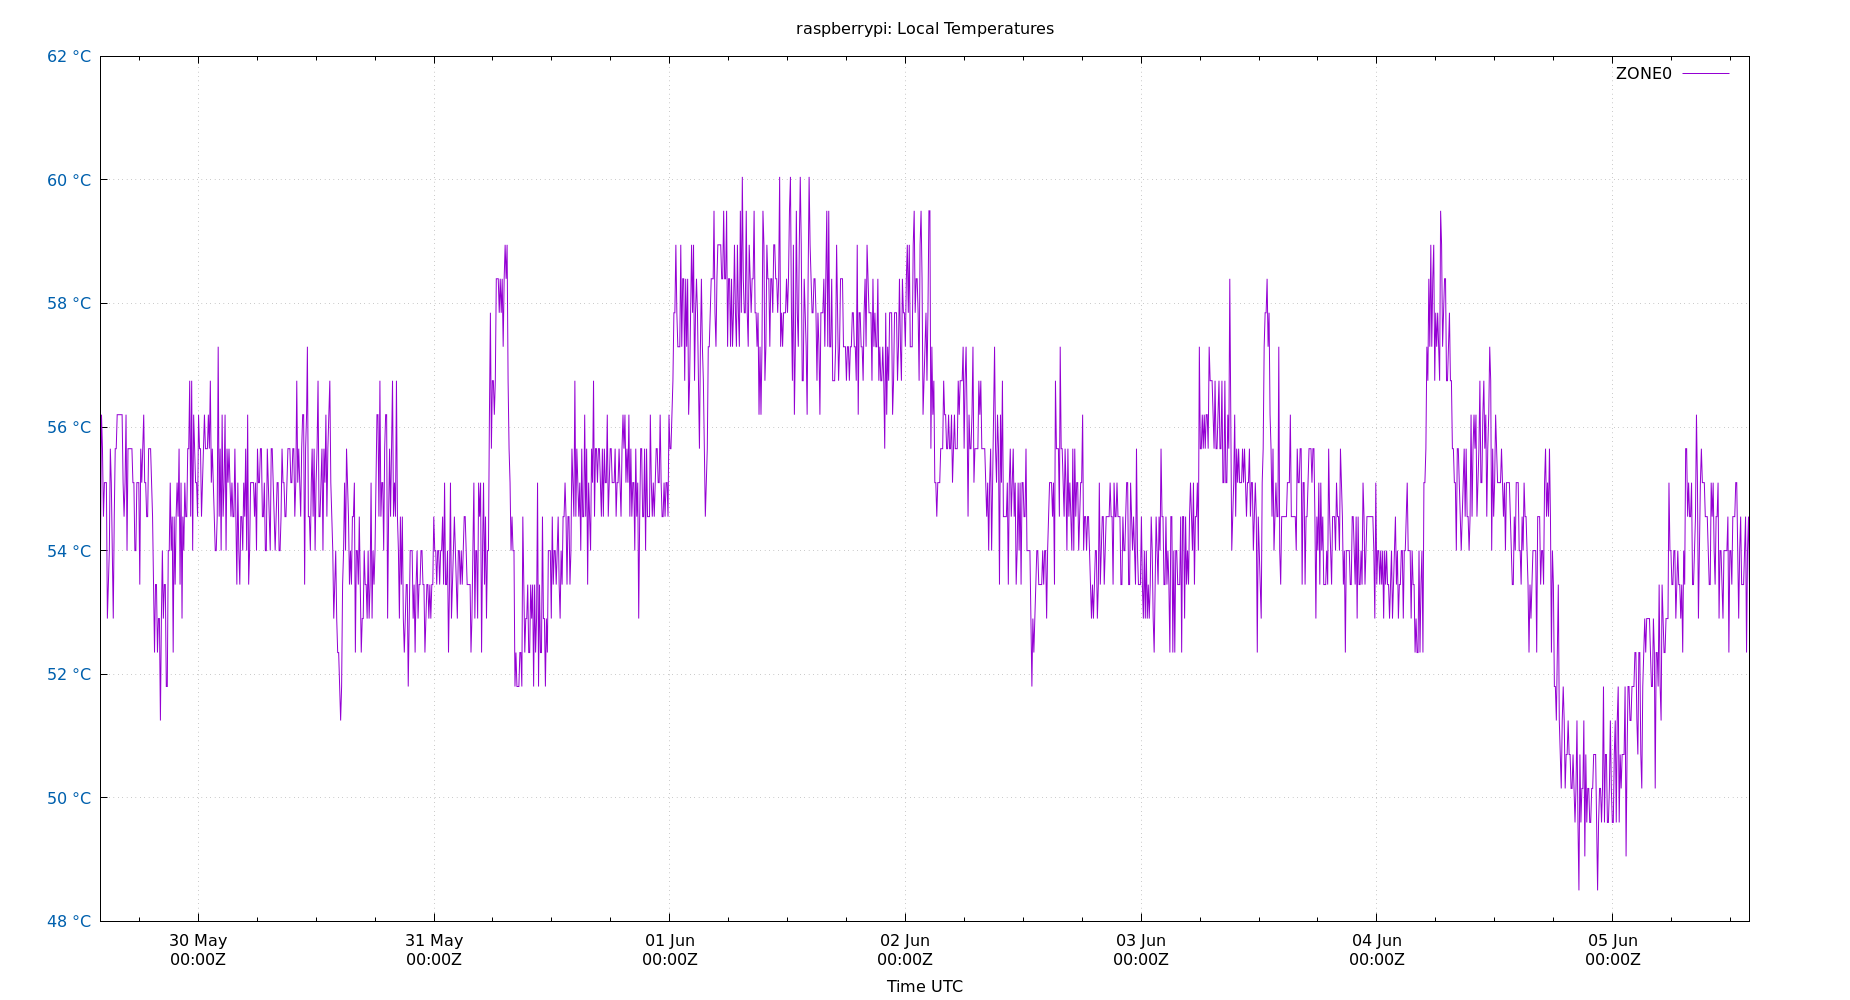 raspberrypi: Local Temperatures
62 °C
ZONE0
60 °C
58 °C
56 °C
54 °C
52 °C
50 °C
48 °C
30 May 31 May 01 Jun 02 Jun 03 Jun 04 Jun 05 Jun
00:00Z 00:00Z 00:00Z 00:00Z 00:00Z 00:00Z 00:00Z
Time UTC